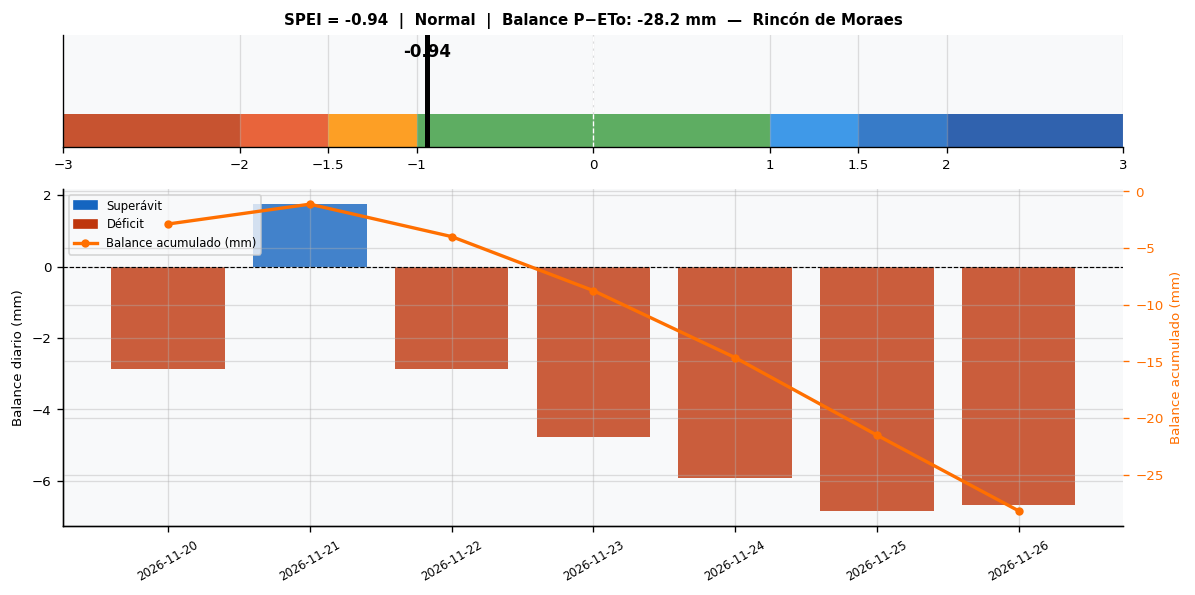 SPEI = -0.94  |  Normal  |  Balance P−ETo: -28.2 mm  —  Rincón de Moraes
-0.94
−3 −2 −1.5 −1 0 1 1.5 2 3
Superávit
Déficit
Balance acumulado (mm)
Balance diario (mm)
2
0
−2
−4
−6
0
−5
−10
−15
−20
−25
Balance acumulado (mm)
2026-11-20 2026-11-21 2026-11-22 2026-11-23 2026-11-24 2026-11-25 2026-11-26